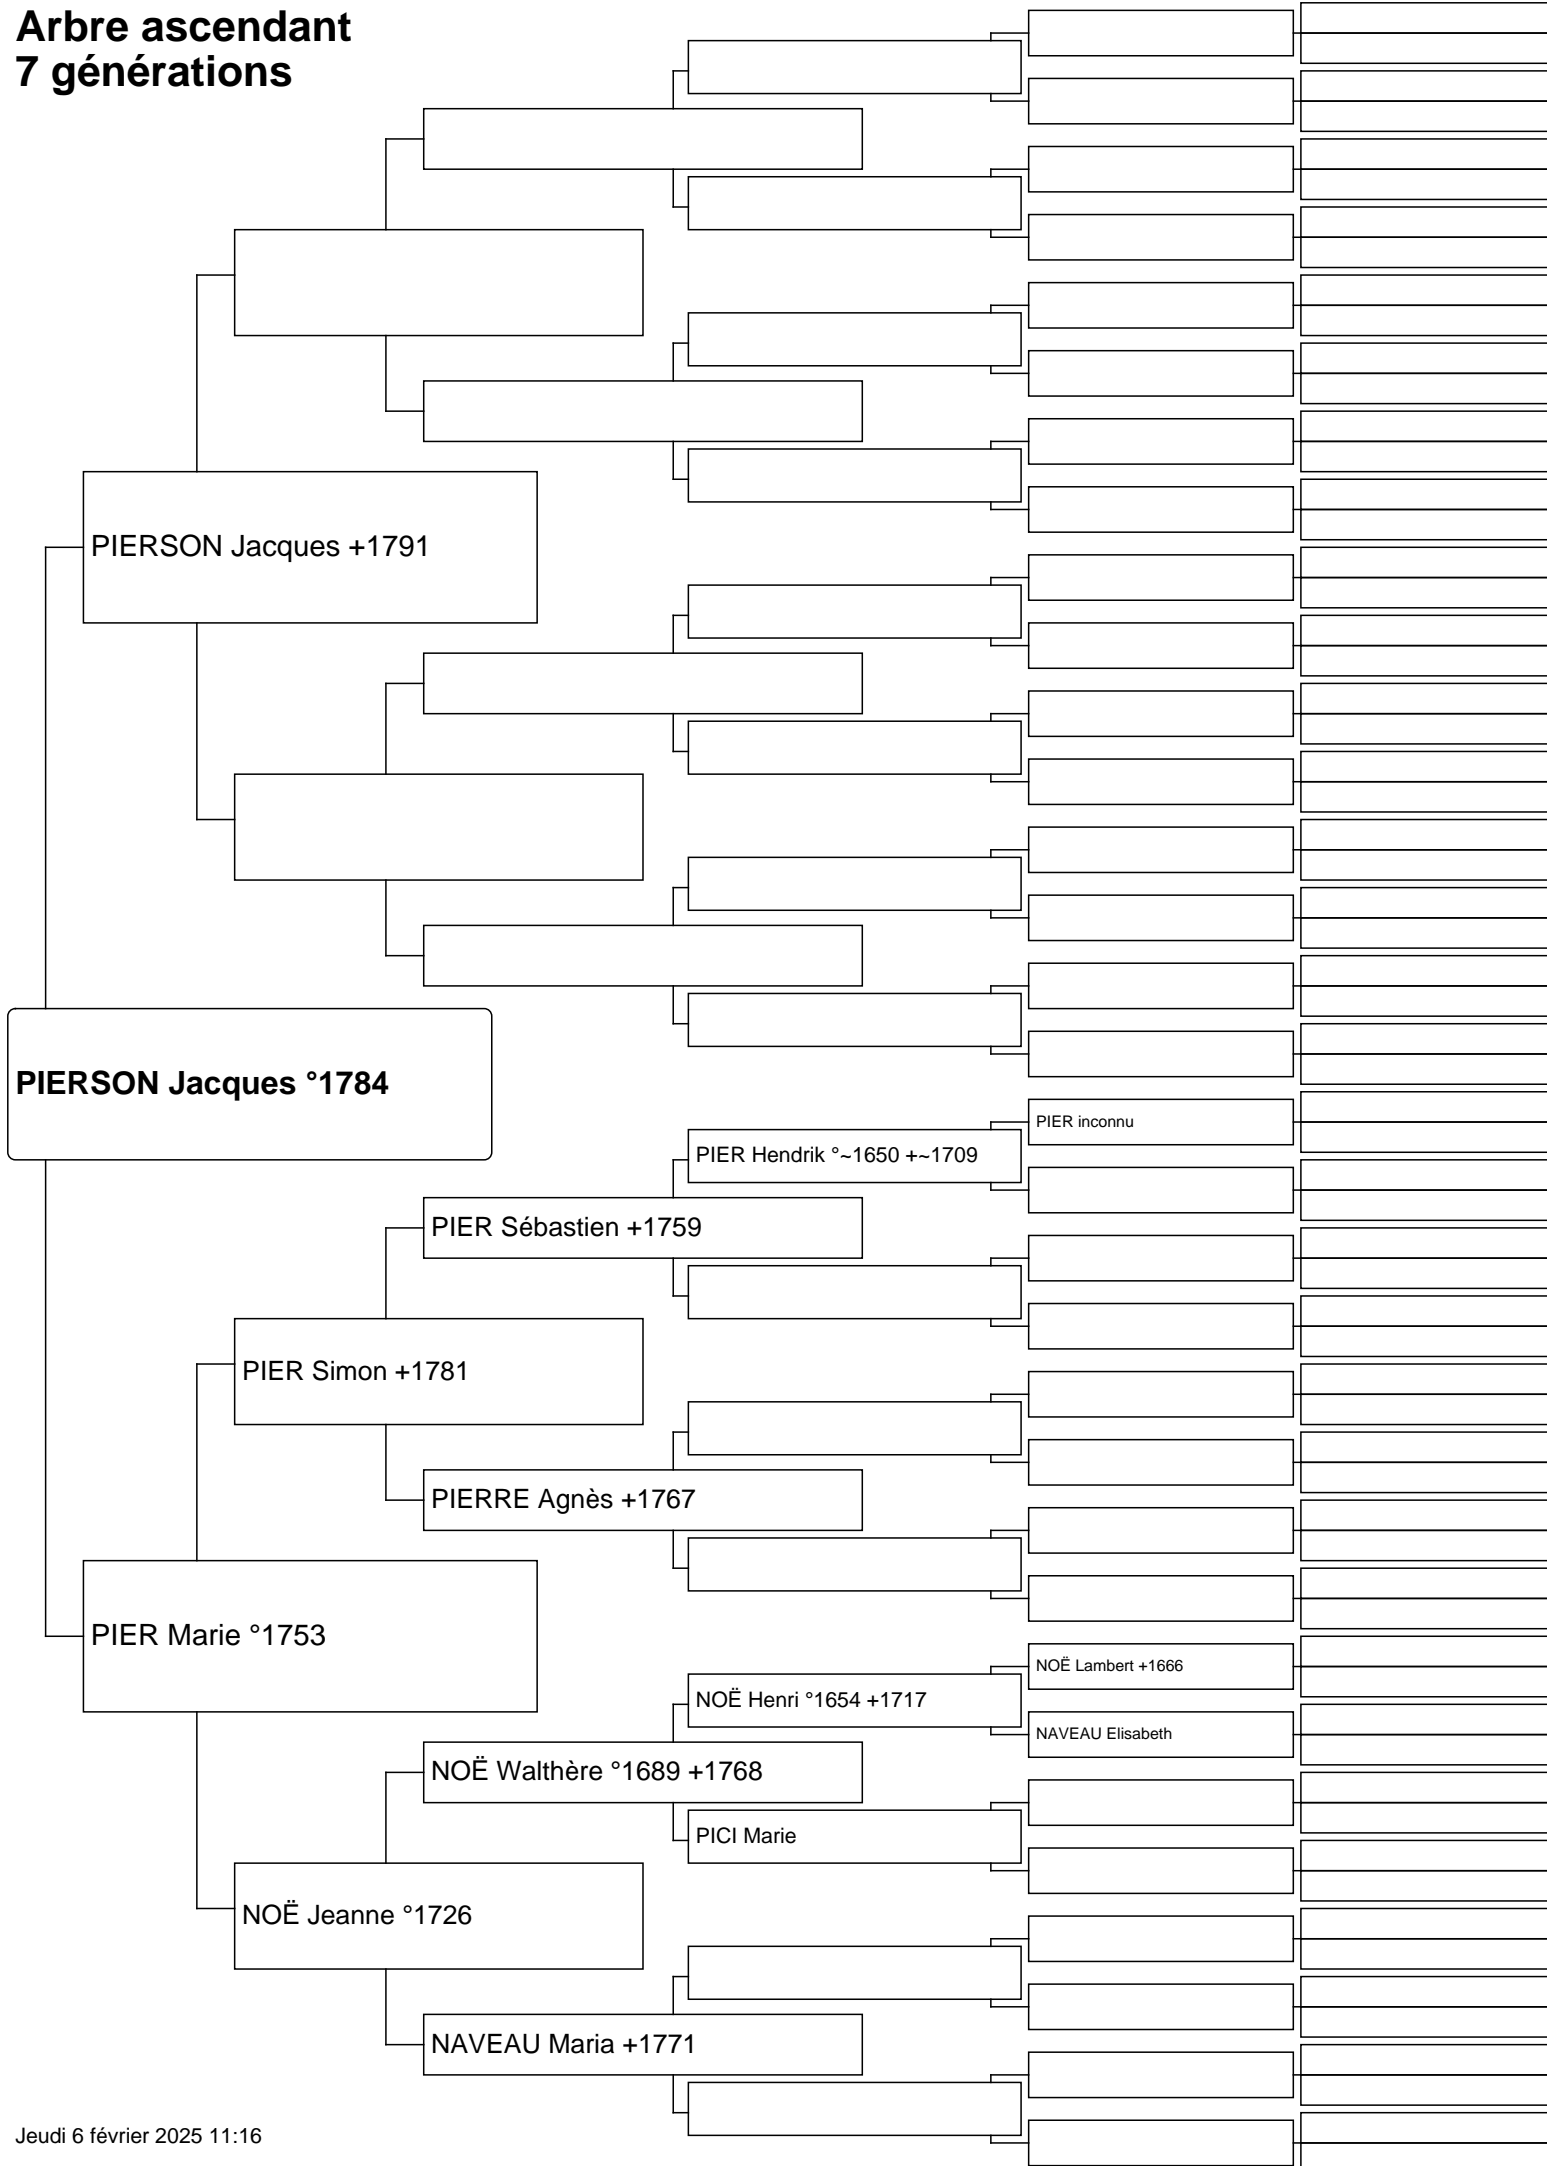 Arbre ascendant
7 générations
PIERSON Jacques +1791
PIERSON Jacques °1784
PIER inconnu
PIER Hendrik °~1650 +~1709
PIER Sébastien +1759
PIER Simon +1781
PIERRE Agnès +1767
PIER Marie °1753
NOË Lambert +1666
NOË Henri °1654 +1717
NAVEAU Elisabeth
NOË Walthère °1689 +1768
PICI Marie
NOË Jeanne °1726
NAVEAU Maria +1771
Jeudi 6 février 2025 11:16